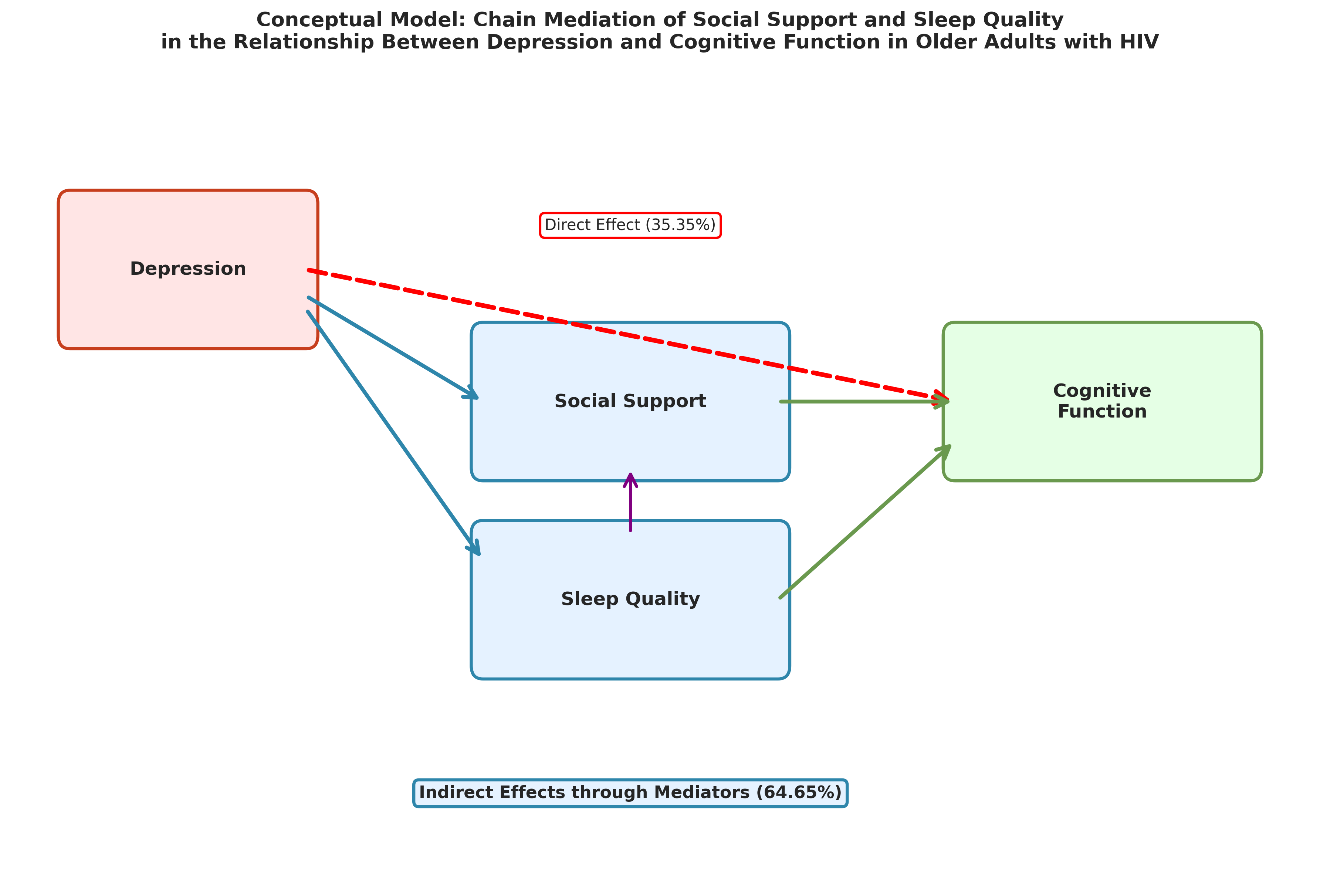 Conceptual Model: Chain Mediation of Social Support and Sleep Quality
in the Relationship Between Depression and Cognitive Function in Older Adults with HIV
Direct Effect (35.35%)
Depression
Social Support
Cognitive
Function
Sleep Quality
Indirect Effects through Mediators (64.65%)